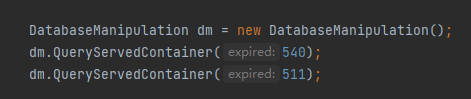 DatabaseManipulation dm = new DatabaseManipulation();
dm.QueryServedContainer( expired: 540);
dm.QueryServedContainer( expired: 511);